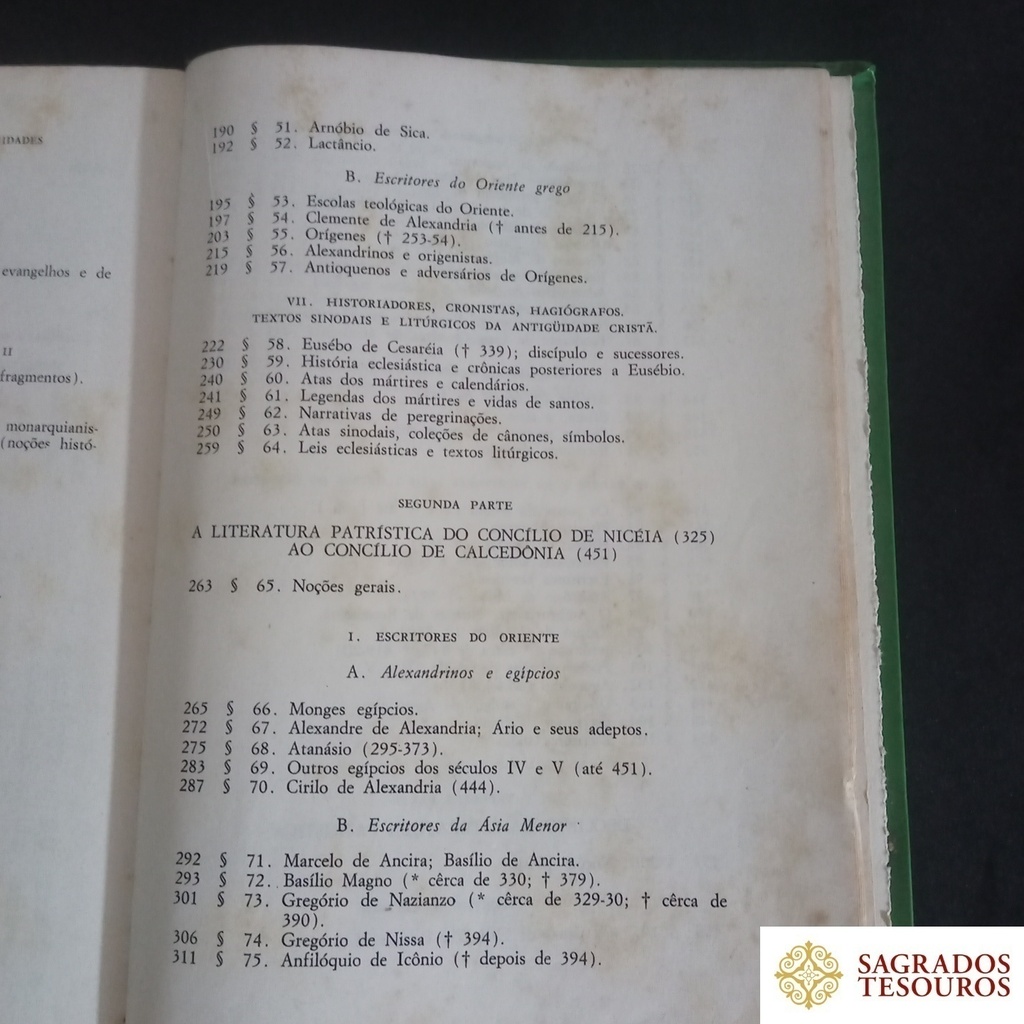 IDADES
evangelhos e de
II
fragmentos).
monarquianis-
(noções histó-
190 § 51. Arnóbio de Sica.
192 § 52. Lactâncio.
B. Escritores do Oriente grego
195 § 53. Escolas teológicas do Oriente.
197 § 54. Clemente de Alexandria († antes de 215).
203 § 55. Orígenes († 253-54).
215 § 56. Alexandrinos e origenistas.
219 § 57. Antioquenos e adversários de Orígenes.
VII. HISTORIADORES, CRONISTAS, HAGIÓGRAFOS.
TEXTOS SINODAIS E LITÚRGICOS DA ANTIGÜIDADE CRISTÃ.
222 § 58. Eusébo de Cesaréia († 339); discípulo e sucessores.
230 § 59. História eclesiástica e crônicas posteriores a Eusébio.
240 § 60. Atas dos mártires e calendários.
241 § 61. Legendas dos mártires e vidas de santos.
249 § 62. Narrativas de peregrinações.
250 § 63. Atas sinodais, coleções de cânones, símbolos.
259 § 64. Leis eclesiásticas e textos litúrgicos.
SEGUNDA PARTE
A LITERATURA PATRÍSTICA DO CONCÍLIO DE NICÉIA (325)
AO CONCÍLIO DE CALCEDÔNIA (451)
263 § 65. Noções gerais.
I. ESCRITORES DO ORIENTE
A. Alexandrinos e egípcios
265 § 66. Monges egípcios.
272 § 67. Alexandre de Alexandria; Ário e seus adeptos.
275 § 68. Atanásio (295-373).
283 § 69. Outros egípcios dos séculos IV e V (até 451).
287 § 70. Cirilo de Alexandria (444).
B. Escritores da Ásia Menor
292 § 71. Marcelo de Ancira; Basílio de Ancira.
293 § 72. Basílio Magno (* cêrca de 330; † 379).
301 § 73. Gregório de Nazianzo (* cêrca de 329-30; † cêrca de
390).
306 § 74. Gregório de Nissa († 394).
311 § 75. Anfilóquio de Icônio († depois de 394).
SAGRADOS
TESOUROS